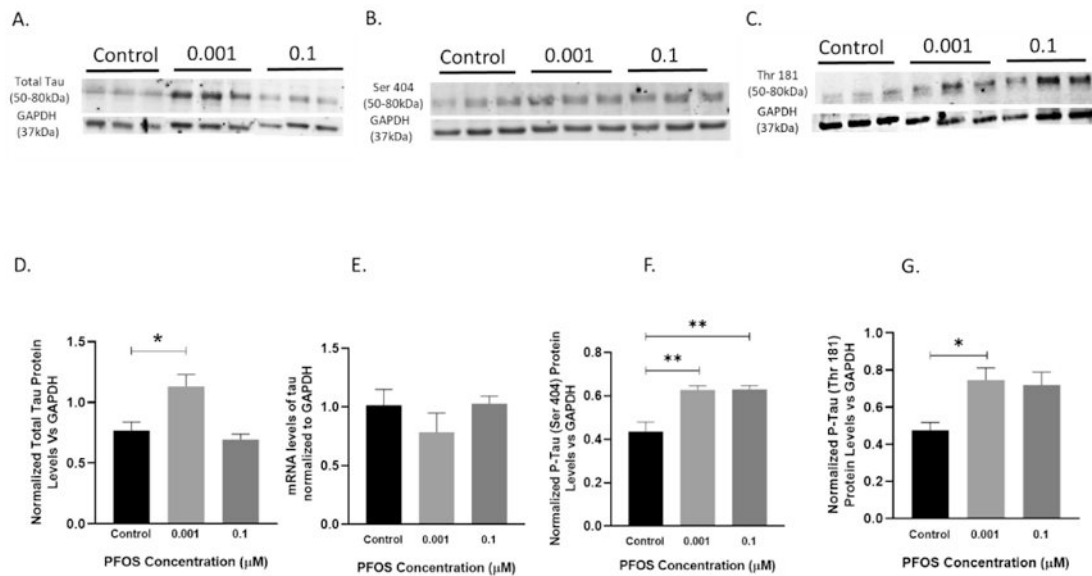 A.
Control 0.001 0.1
Total Tau
(50-80kDa)
GAPDH
(37kDa)
B.
Control 0.001 0.1
Ser 404
(50-80kDa)
GAPDH
(37kDa)
C.
Control 0.001 0.1
Thr 181
(50-80kDa)
GAPDH
(37kDa)
D.
Normalized Total Tau Protein
Levels Vs GAPDH
1.5
1.0
0.5
0.0
*
Control 0.001 0.1
PFOS Concentration (μM)
E.
mRNA levels of tau
normalized to GAPDH
1.5
1.0
0.5
0.0
Control 0.001 0.1
PFOS Concentration (μM)
F.
Normalized P-Tau (Ser 404) Protein
Levels vs GAPDH
0.8
0.6
0.4
0.2
0.0
**
**
Control 0.001 0.1
PFOS Concentration (μM)
G.
Normalized P-Tau (Thr 181)
Protein Levels vs GAPDH
1.0
0.8
0.6
0.4
0.2
0.0
*
Control 0.001 0.1
PFOS Concentration (μM)